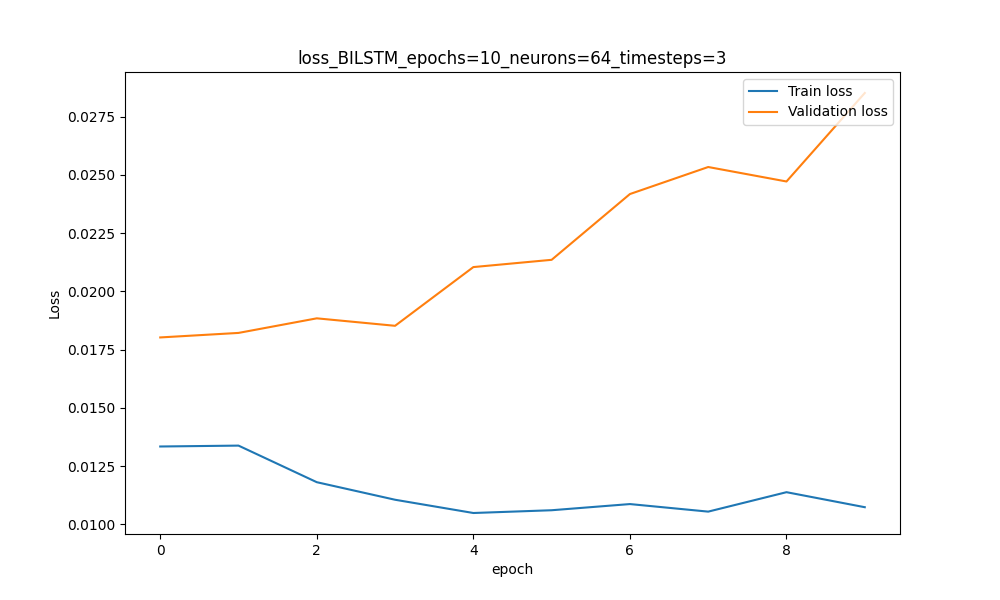 loss_BILSTM_epochs=10_neurons=64_timesteps=3
Train loss
Validation loss
0.0275
0.0250
0.0225
0.0200
0.0175
0.0150
0.0125
0.0100
Loss
0 2 4 6 8
epoch